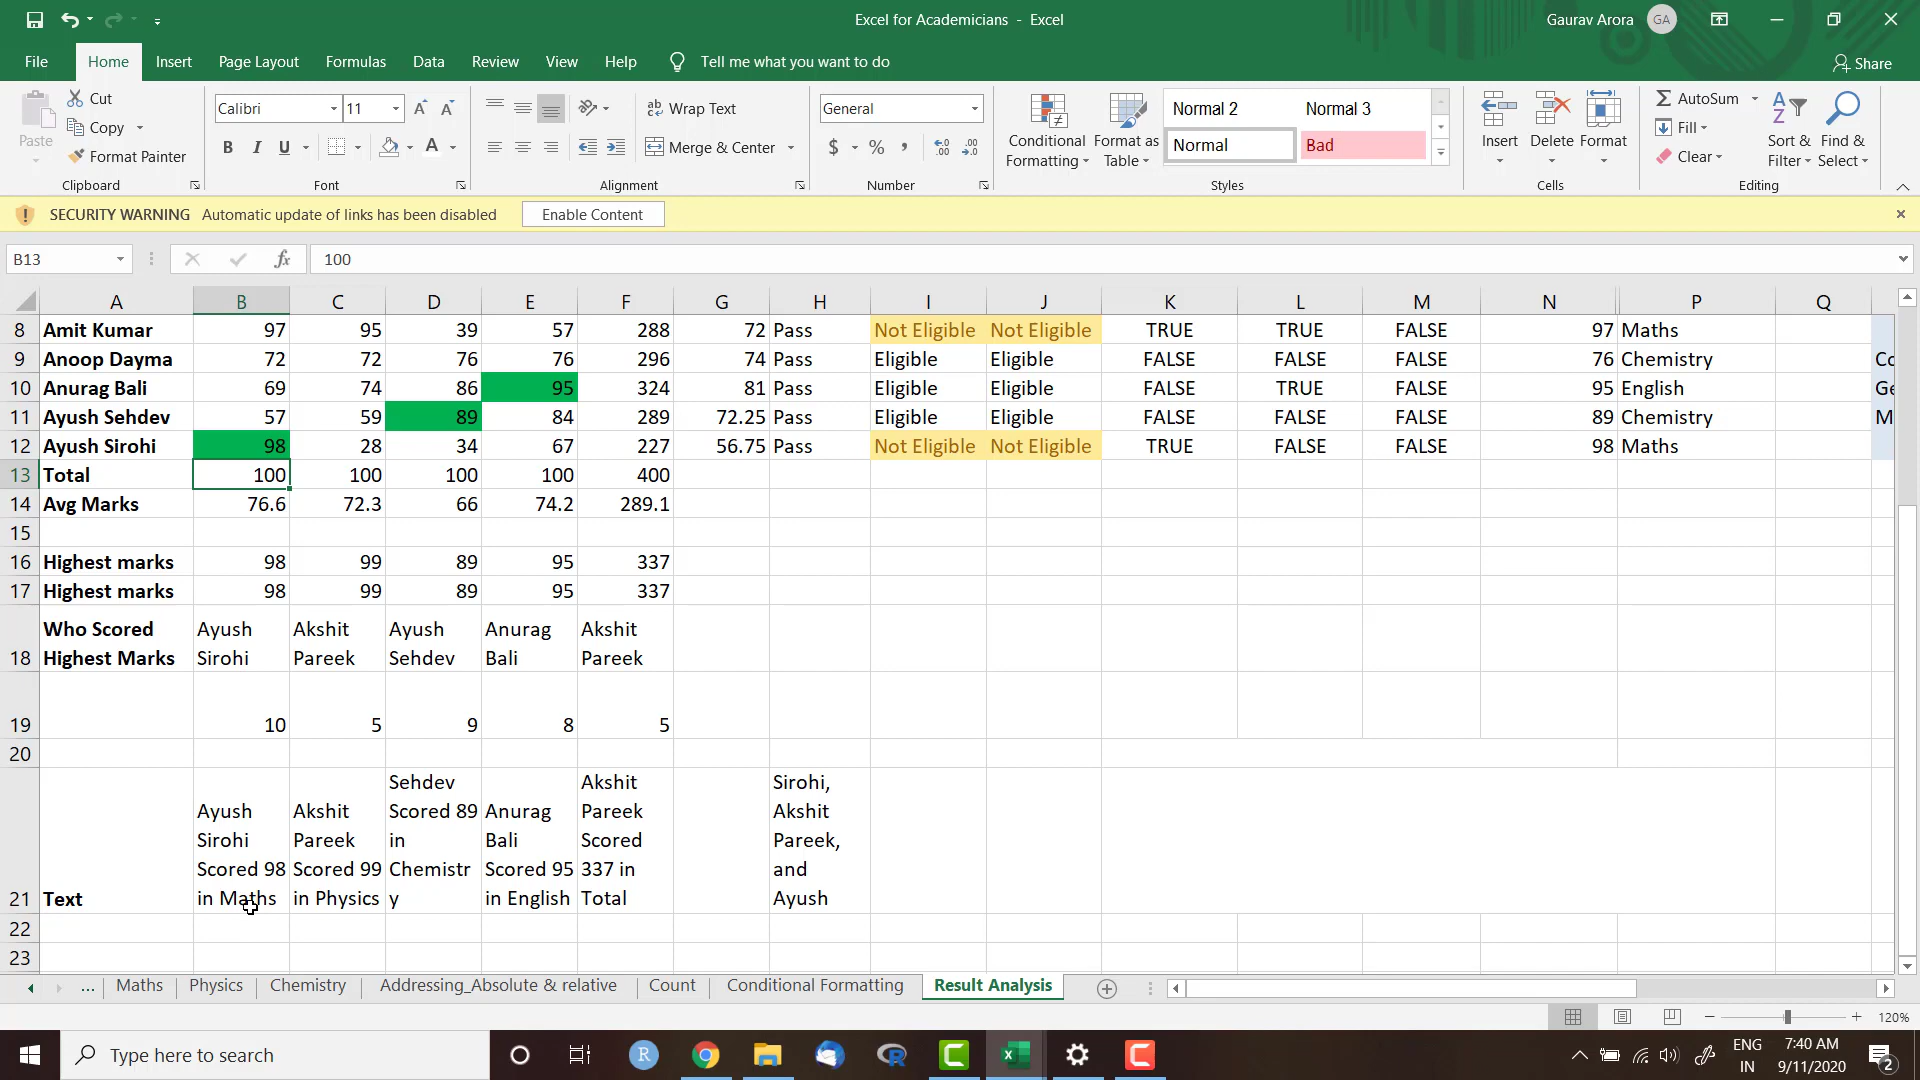 Excel for Academicians - Excel
Gaurav Arora GA
File Home Insert Page Layout Formulas Data Review View Help Tell me what you want to do Share
Paste Cut Copy Format Painter Clipboard
Calibri 11 B I U A Font
ab Wrap Text Merge & Center Alignment
General $ % , Number
Conditional Formatting Format as Table Normal 2 Normal 3 Normal Bad Styles
Insert Delete Format Cells
AutoSum Fill Clear Sort & Filter Find & Select Editing
SECURITY WARNING Automatic update of links has been disabled Enable Content
B13 fx 100
A B C D E F G H I J K L M N P Q
8 Amit Kumar 97 95 39 57 288 72 Pass Not Eligible Not Eligible TRUE TRUE FALSE 97 Maths
9 Anoop Dayma 72 72 76 76 296 74 Pass Eligible Eligible FALSE FALSE FALSE 76 Chemistry Cc
10 Anurag Bali 69 74 86 95 324 81 Pass Eligible Eligible FALSE TRUE FALSE 95 English Ge
11 Ayush Sehdev 57 59 89 84 289 72.25 Pass Eligible Eligible FALSE FALSE FALSE 89 Chemistry M
12 Ayush Sirohi 98 28 34 67 227 56.75 Pass Not Eligible Not Eligible TRUE FALSE FALSE 98 Maths
13 Total 100 100 100 100 400
14 Avg Marks 76.6 72.3 66 74.2 289.1
15
16 Highest marks 98 99 89 95 337
17 Highest marks 98 99 89 95 337
Who Scored Ayush Akshit Ayush Anurag Akshit
18 Highest Marks Sirohi Pareek Sehdev Bali Pareek
19 10 5 9 8 5
20
Sehdev Akshit Sirohi,
Ayush Akshit Scored 89 Anurag Pareek Akshit
Sirohi Pareek in Bali Scored Pareek,
Scored 98 Scored 99 Chemistr Scored 95 337 in and
21 Text in Maths in Physics y in English Total Ayush
22
23
... Maths Physics Chemistry Addressing_Absolute & relative Count Conditional Formatting Result Analysis
120%
Type here to search
ENG IN 7:40 AM 9/11/2020 2